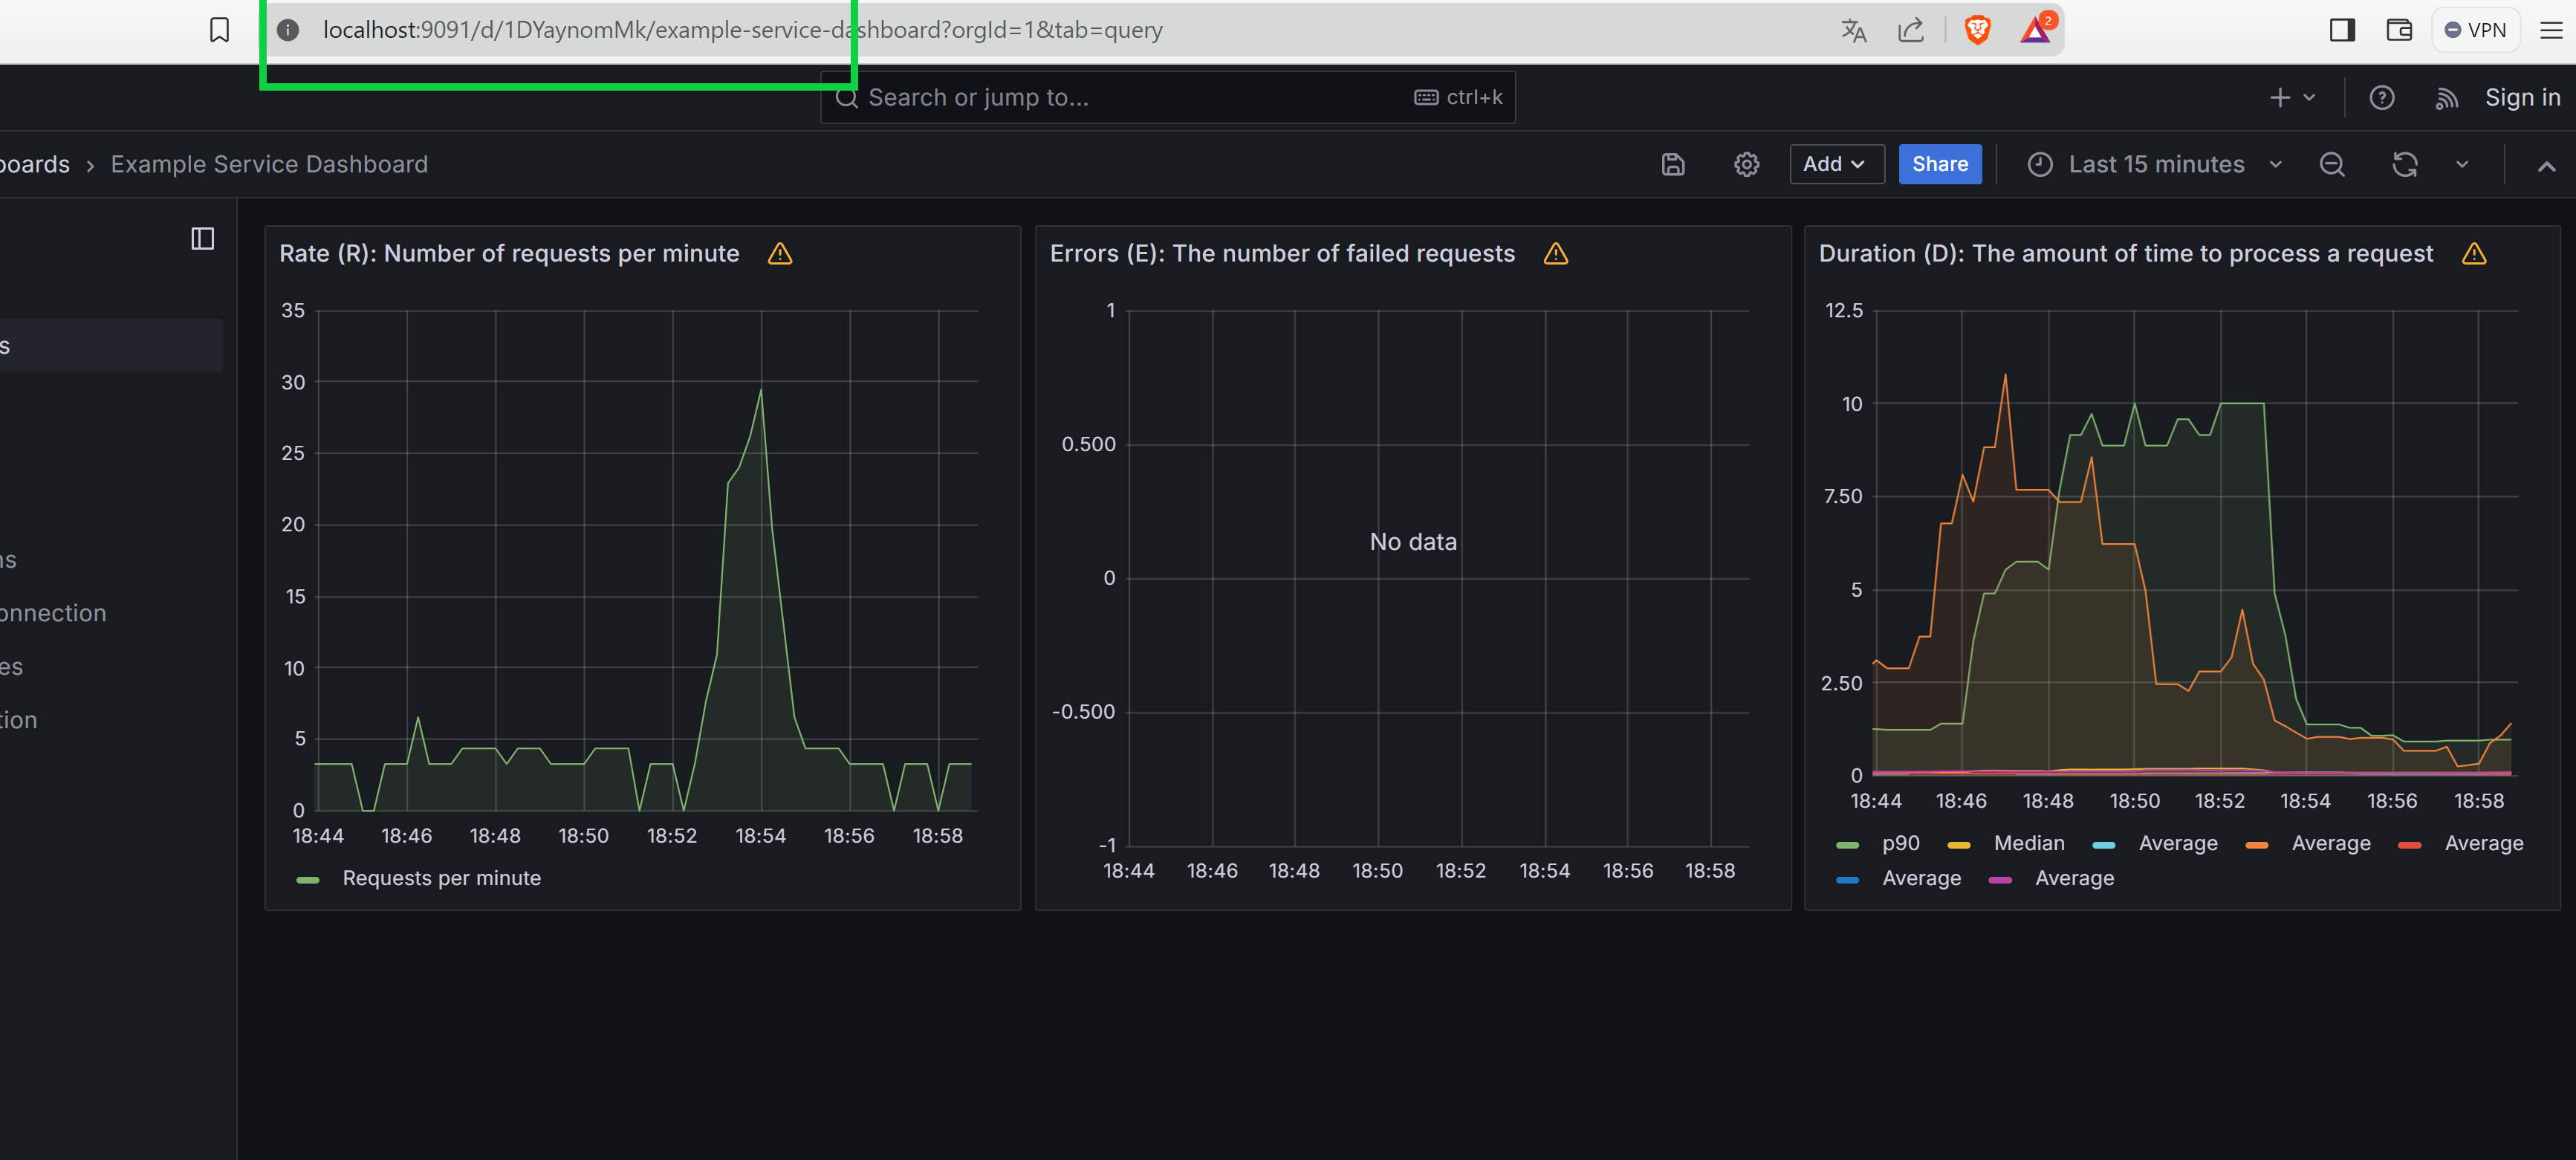 localhost:9091/d/1DYaynomMk/example-service-dashboard?orgId=1&tab=query
2
VPN
Search or jump to...
ctrl+k
Sign in
boards › Example Service Dashboard
Add
Share
Last 15 minutes
s
ns
onnection
es
tion
Rate (R): Number of requests per minute
35
30
25
20
15
10
5
0
18:44 18:46 18:48 18:50 18:52 18:54 18:56 18:58
Requests per minute
Errors (E): The number of failed requests
1
0.500
No data
0
-0.500
-1
18:44 18:46 18:48 18:50 18:52 18:54 18:56 18:58
Duration (D): The amount of time to process a request
12.5
10
7.50
5
2.50
0
18:44 18:46 18:48 18:50 18:52 18:54 18:56 18:58
p90 Median Average Average Average
Average Average